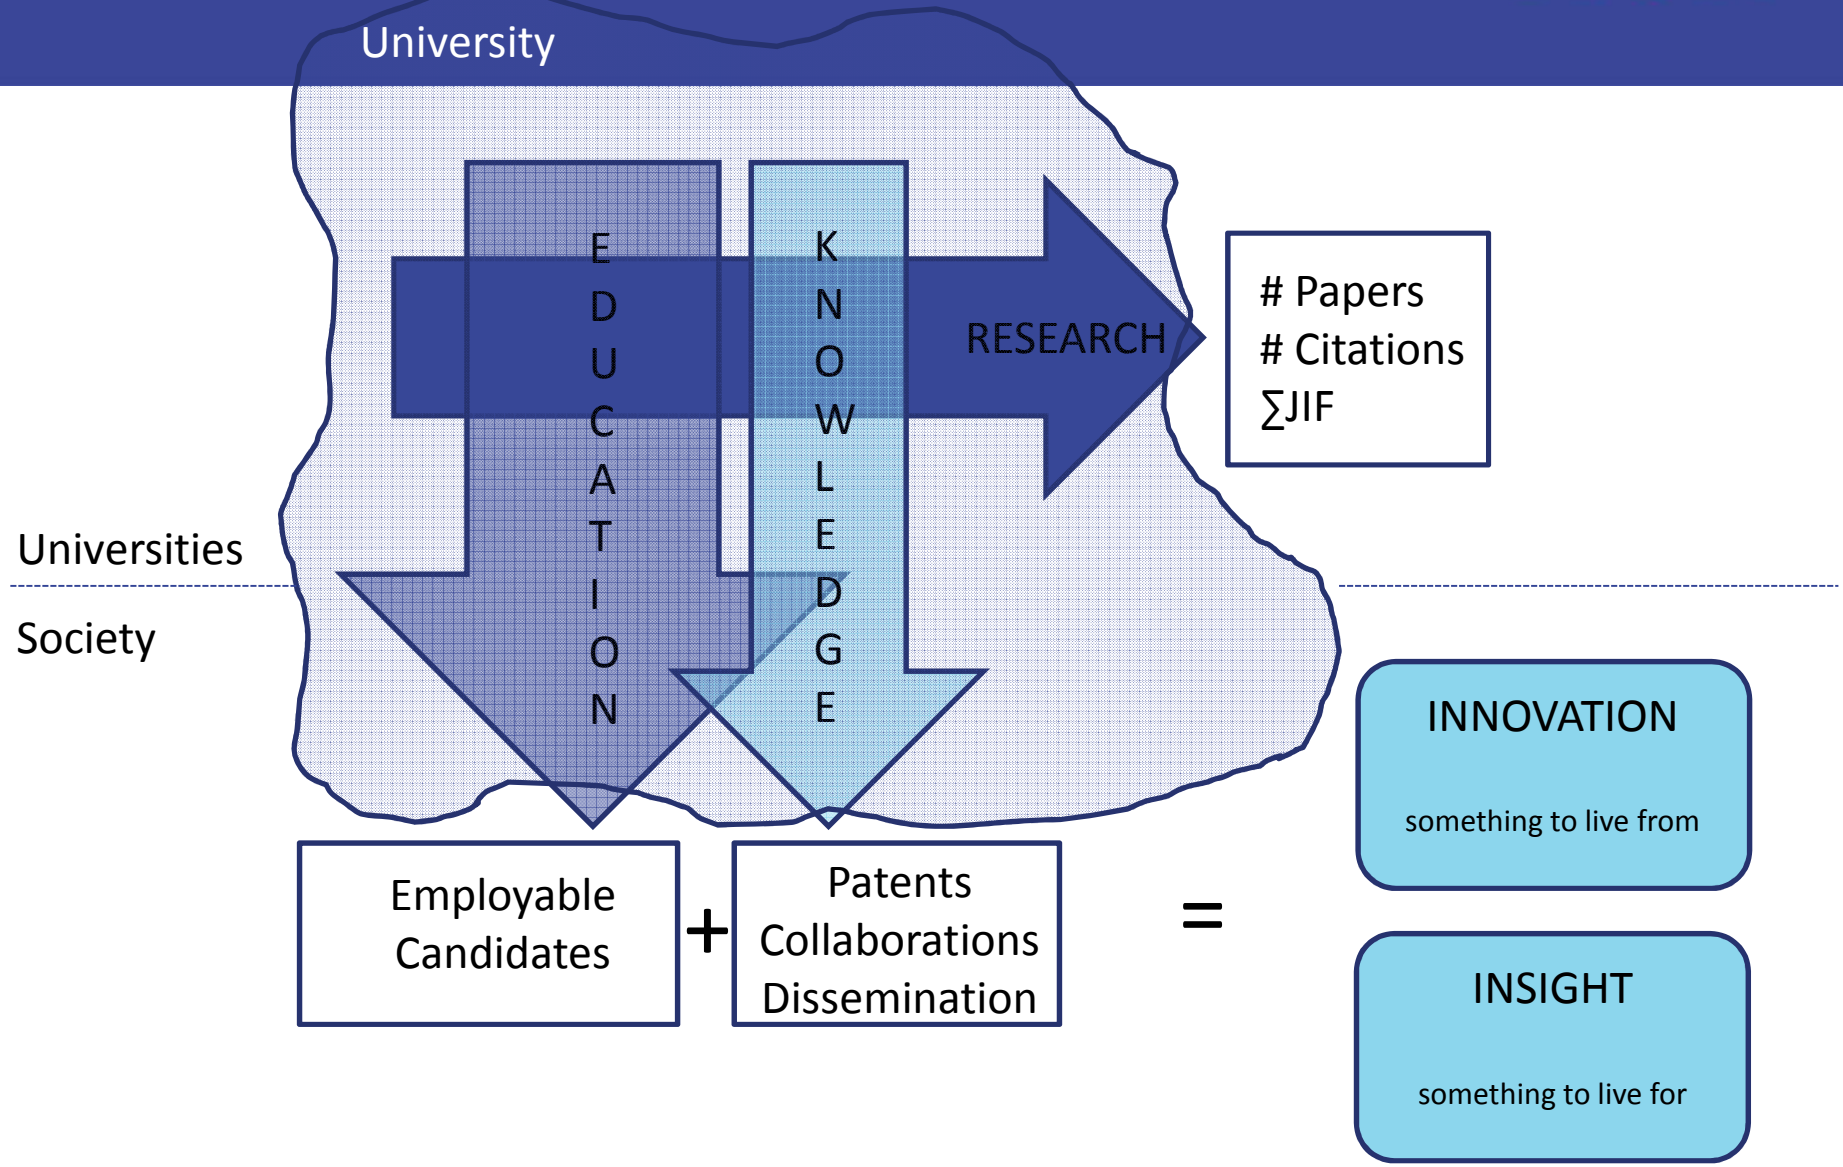 University
EDUCATION
KNOWLEDGE
RESEARCH
# Papers
# Citations
∑JIF
Universities
Society
Employable
Candidates
+
Patents
Collaborations
Dissemination
=
INNOVATION
something to live from
INSIGHT
something to live for